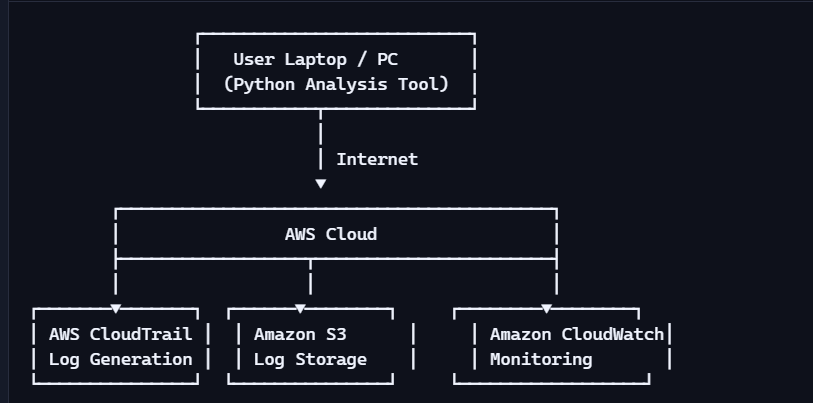 User Laptop / PC
(Python Analysis Tool)
Internet
AWS Cloud
AWS CloudTrail
Log Generation
Amazon S3
Log Storage
Amazon CloudWatch
Monitoring